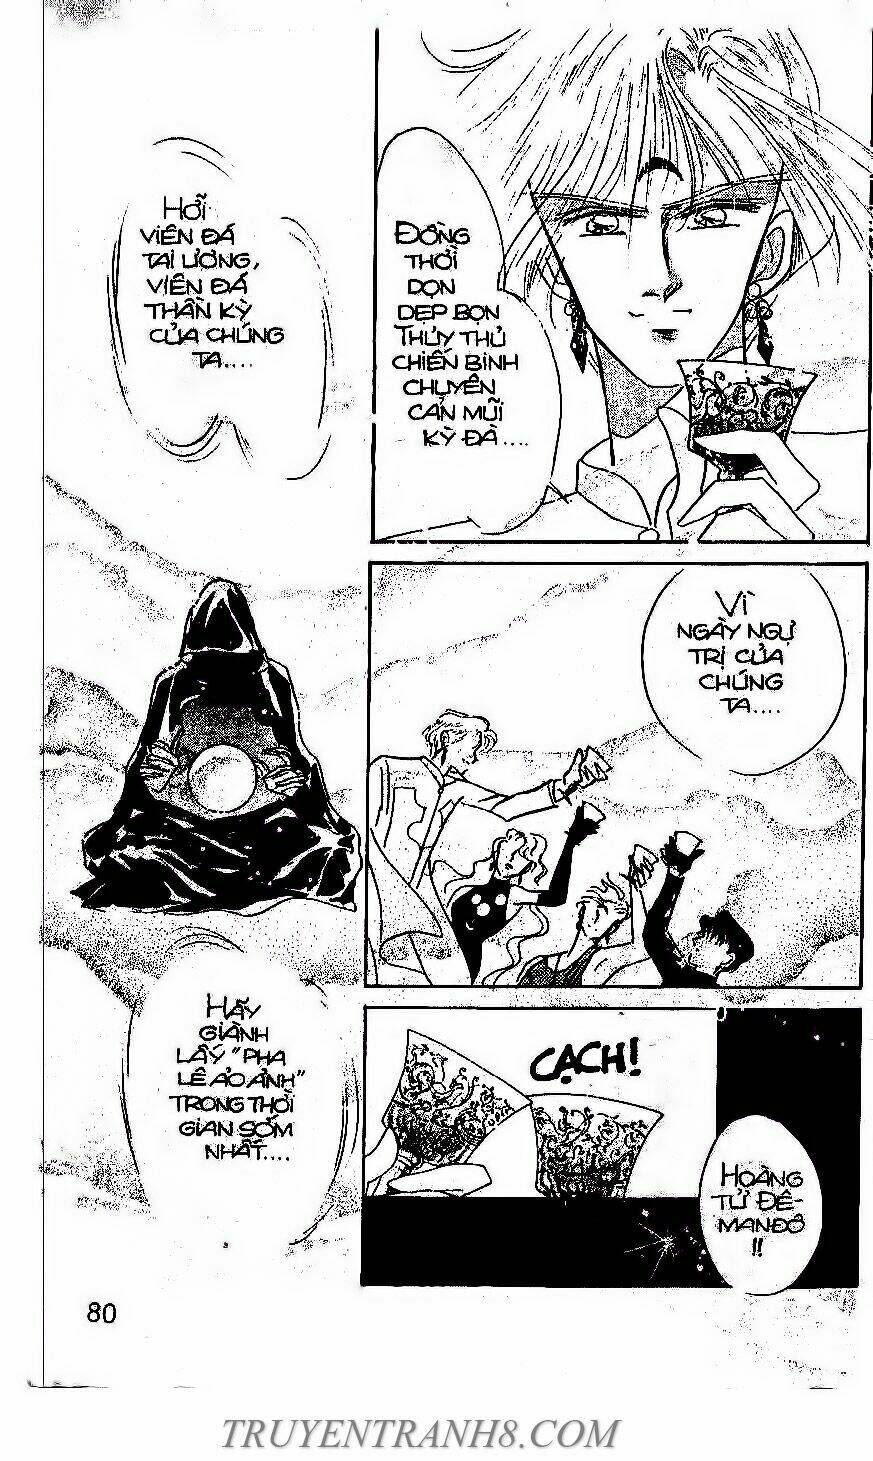 ĐỒNG
THỜI
DỌN
DẸP BỌN
THỦY THỦ
CHIẾN BINH
CHUYÊN
CẢN MŨI
KỲ ĐÀ....
VÌ
NGÀY NGỰ
TRỊ CỦA
CHÚNG
TA....
CẠCH!
HOÀNG
TỬ ĐÊ-
MANĐÔ
!!
HỠI
VIÊN ĐÁ
TAI ƯƠNG,
VIÊN ĐÁ
THẦN KỲ
CỦA CHÚNG
TA....
HÃY
GIÀNH
LẤY "PHA
LÊ ẢO ẢNH"
TRONG THỜI
GIAN SỚM
NHẤT....
80
TRUYENTRANH8.COM